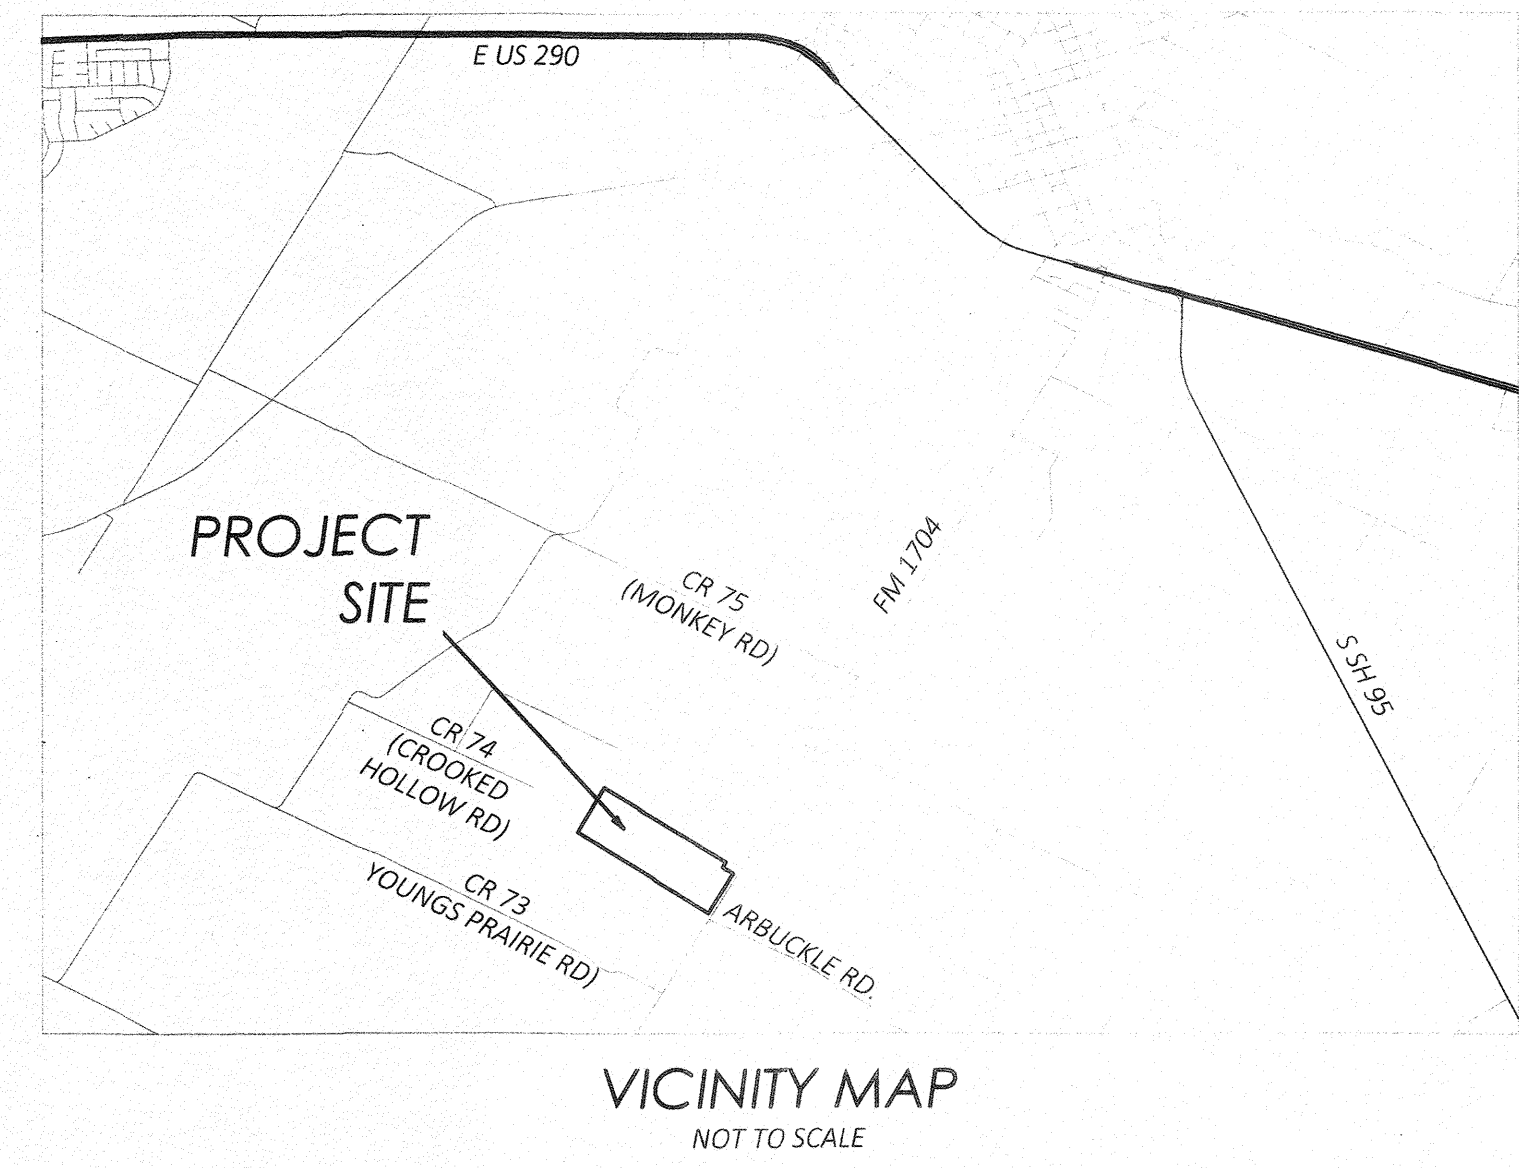 E US 290
PROJECT
SITE
CR 75
(MONKEY RD)
FM 1704
S SH 95
CR 74
(CROOKED
HOLLOW RD)
CR 73
YOUNGS PRAIRIE RD)
ARBUCKLE RD.
VICINITY MAP
NOT TO SCALE